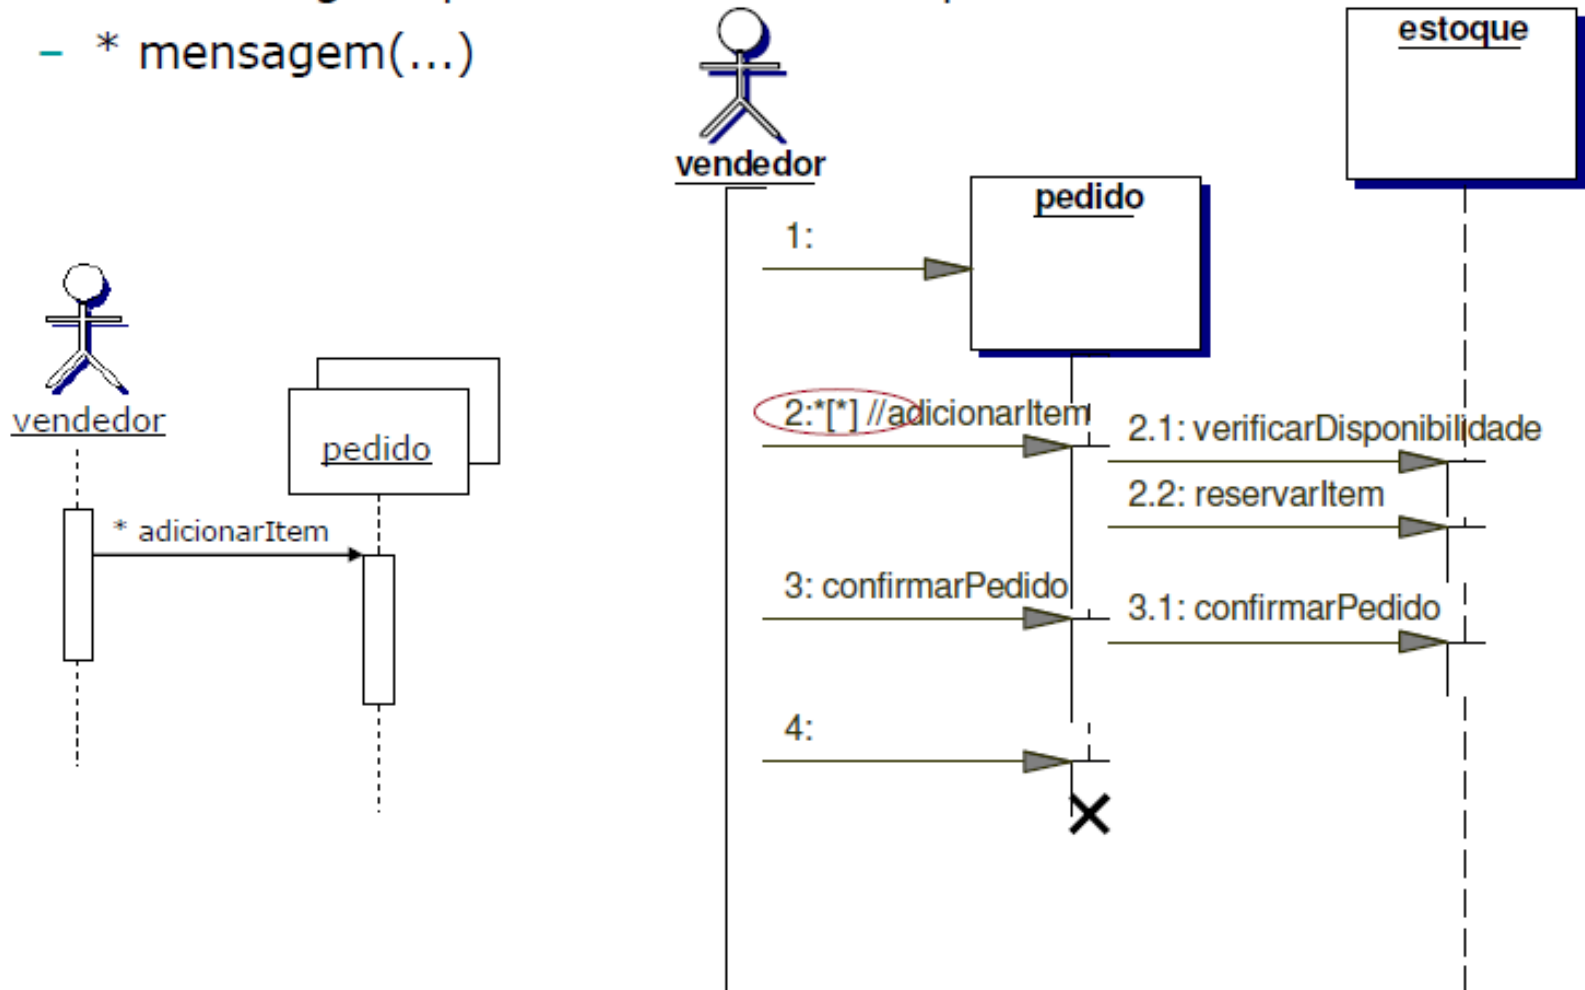 – * mensagem(...)
estoque
vendedor
pedido
1:
2:*[*] //adicionarItem
2.1: verificarDisponibilidade
2.2: reservarItem
3: confirmarPedido
3.1: confirmarPedido
4:
vendedor
pedido
* adicionarItem